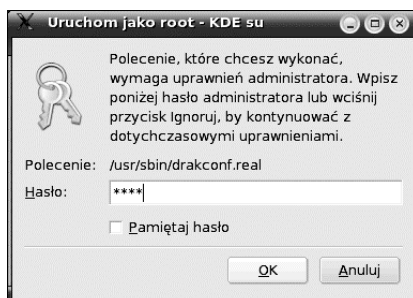 Uruchom jako root - KDE su
Polecenie, które chcesz wykonać,
wymaga uprawnień administratora. Wpisz
poniżej hasło administratora lub wciśnij
przycisk Ignoruj, by kontynuować z
dotychczasowymi uprawnieniami.
Polecenie: /usr/sbin/drakconf.real
Hasło: ****
Pamiętaj hasło
OK Anuluj